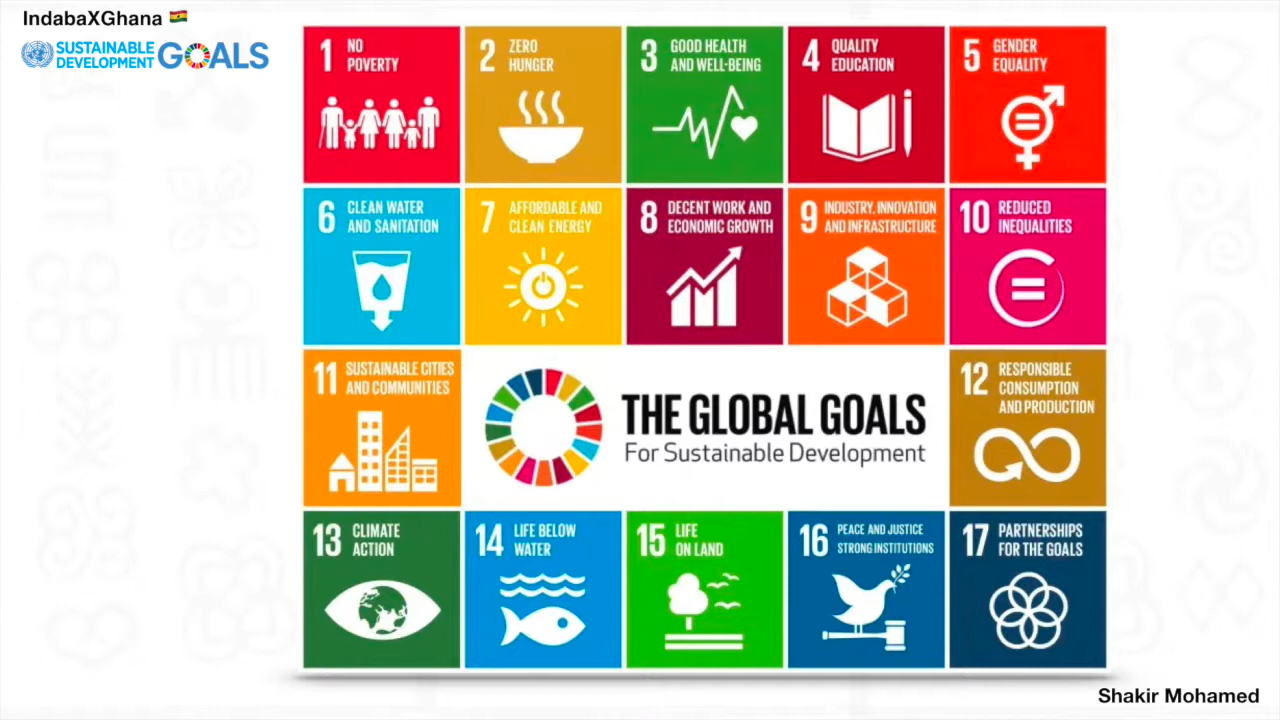 IndabaXGhana 🇬🇭
SUSTAINABLE
DEVELOPMENT GOALS
1 NO
POVERTY
2 ZERO
HUNGER
3 GOOD HEALTH
AND WELL-BEING
4 QUALITY
EDUCATION
5 GENDER
EQUALITY
6 CLEAN WATER
AND SANITATION
7 AFFORDABLE AND
CLEAN ENERGY
8 DECENT WORK AND
ECONOMIC GROWTH
9 INDUSTRY, INNOVATION
AND INFRASTRUCTURE
10 REDUCED
INEQUALITIES
11 SUSTAINABLE CITIES
AND COMMUNITIES
THE GLOBAL GOALS
For Sustainable Development
12 RESPONSIBLE
CONSUMPTION
AND PRODUCTION
13 CLIMATE
ACTION
14 LIFE BELOW
WATER
15 LIFE
ON LAND
16 PEACE AND JUSTICE
STRONG INSTITUTIONS
17 PARTNERSHIPS
FOR THE GOALS
Shakir Mohamed